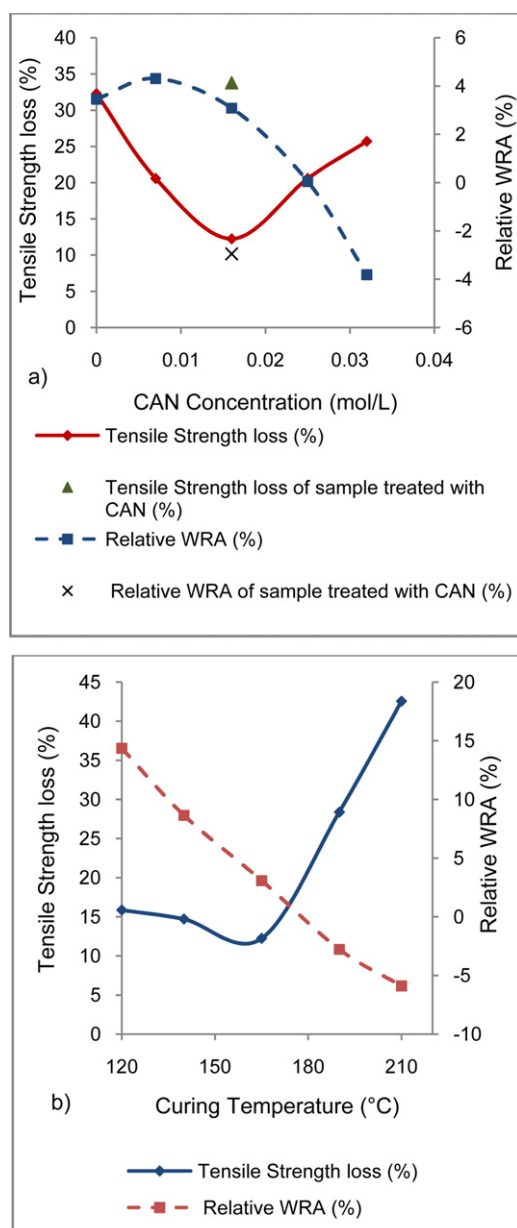 40
35
30
25
20
15
10
5
0
Tensile Strength loss (%)
6
4
2
0
-2
-4
-6
Relative WRA (%)
0
0.01
0.02
0.03
0.04
a)
CAN Concentration (mol/L)
Tensile Strength loss (%)
Tensile Strength loss of sample treated with
CAN (%)
Relative WRA (%)
Relative WRA of sample treated with CAN (%)
45
40
35
30
25
20
15
10
5
0
Tensile Strength loss (%)
20
15
10
5
0
-5
-10
Relative WRA (%)
120
150
180
210
b)
Curing Temperature (°C)
Tensile Strength loss (%)
Relative WRA (%)